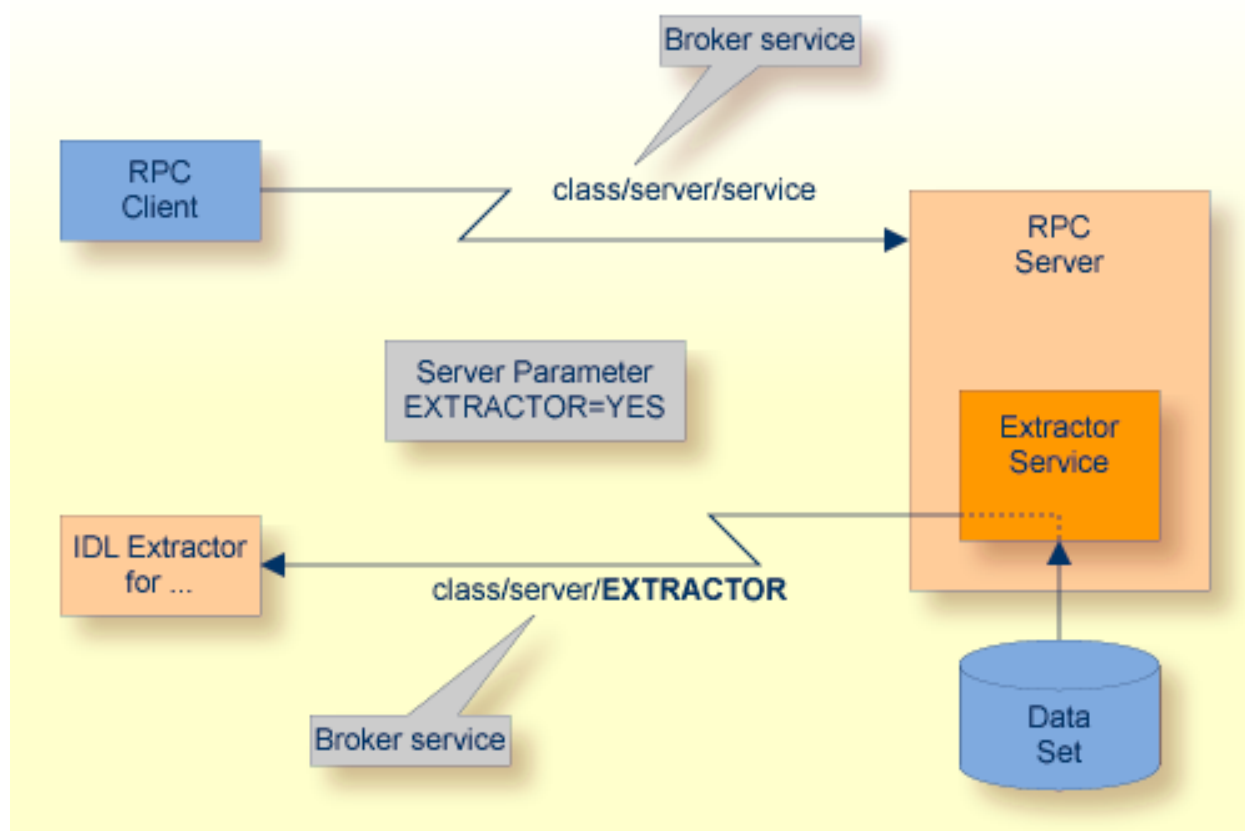 Broker service
RPC
Client
class/server/service
RPC
Server
Server Parameter
EXTRACTOR=YES
Extractor
Service
IDL Extractor
for ...
class/server/EXTRACTOR
Broker service
Data
Set